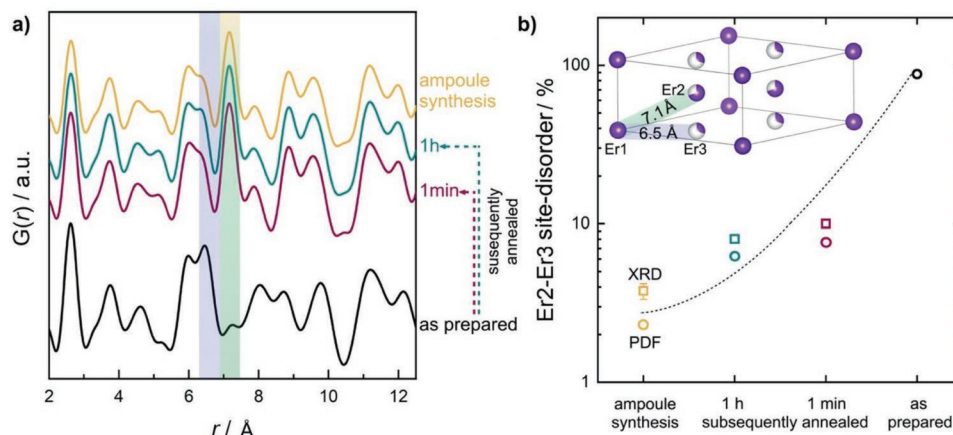 a)
G(r) / a.u.
ampoule
synthesis
1h
1min
susequently
annealed
as prepared
2 4 6 8 10 12
r / Å
b)
Er2-Er3 site-disorder / %
100
10
1
Er2
7.1Å
6.5 Å
Er1
Er3
XRD
PDF
ampoule 1 h 1 min as
synthesis subsequently annealed prepared